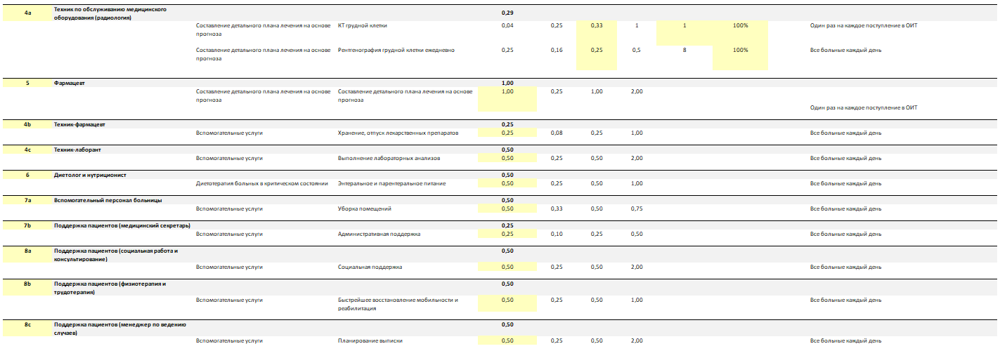 4a Техник по обслуживанию медицинского 0,29
оборудования (радиология)
Составление детального плана лечения на основе КТ грудной клетки 0,04 0,25 0,33 1 1 100% Один раз на каждое поступление в ОИТ
прогноза
Составление детального плана лечения на основе Рентгенография грудной клетки ежедневно 0,25 0,16 0,25 0,5 8 100% Все больные каждый день
прогноза
5 Фармацевт 1,00
Составление детального плана лечения на основе Составление детального плана лечения на основе 1,00 0,25 1,00 2,00
прогноза прогноза
Один раз на каждое поступление в ОИТ
4b Техник-фармацевт 0,25
Вспомогательные услуги Хранение, отпуск лекарственных препаратов 0,25 0,08 0,25 1,00 Все больные каждый день
4c Техник-лаборант 0,50
Вспомогательные услуги Выполнение лабораторных анализов 0,50 0,25 0,50 2,00 Все больные каждый день
6 Диетолог и нутриционист 0,50
Диетотерапия больных в критическом состоянии Энтеральное и парентеральное питание 0,50 0,25 0,50 1,00 Все больные каждый день
7a Вспомогательный персонал больницы 0,50
Вспомогательные услуги Уборка помещений 0,50 0,33 0,50 0,75 Все больные каждый день
7b Поддержка пациентов (медицинский секретарь) 0,25
Вспомогательные услуги Административная поддержка 0,25 0,10 0,25 0,50 Все больные каждый день
8a Поддержка пациентов (социальная работа и 0,50
консультирование)
Вспомогательные услуги Социальная поддержка 0,50 0,25 0,50 2,00 Все больные каждый день
8b Поддержка пациентов (физиотерапия и 0,50
трудотерапия)
Вспомогательные услуги Быстрейшее восстановление мобильности и 0,50 0,25 0,50 1,00 Все больные каждый день
реабилитация
8c Поддержка пациентов (менеджер по ведению 0,50
случаев)
Вспомогательные услуги Планирование выписки 0,50 0,25 0,50 2,00 Все больные каждый день